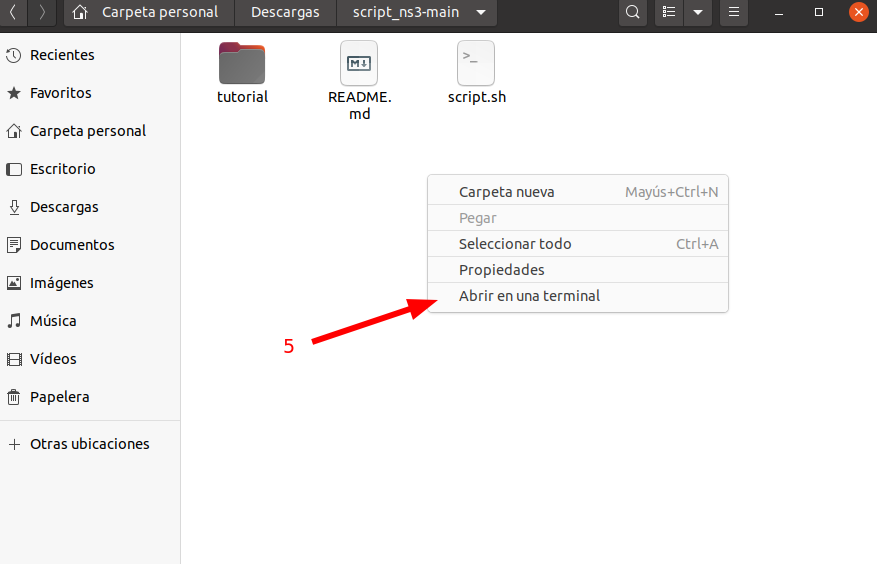 Carpeta personal
Descargas
script_ns3-main
Recientes
Favoritos
Carpeta personal
Escritorio
Descargas
Documentos
Imágenes
Música
Vídeos
Papelera
Otras ubicaciones
tutorial
README.
md
script.sh
Carpeta nueva Mayús+Ctrl+N
Pegar
Seleccionar todo Ctrl+A
Propiedades
Abrir en una terminal
5